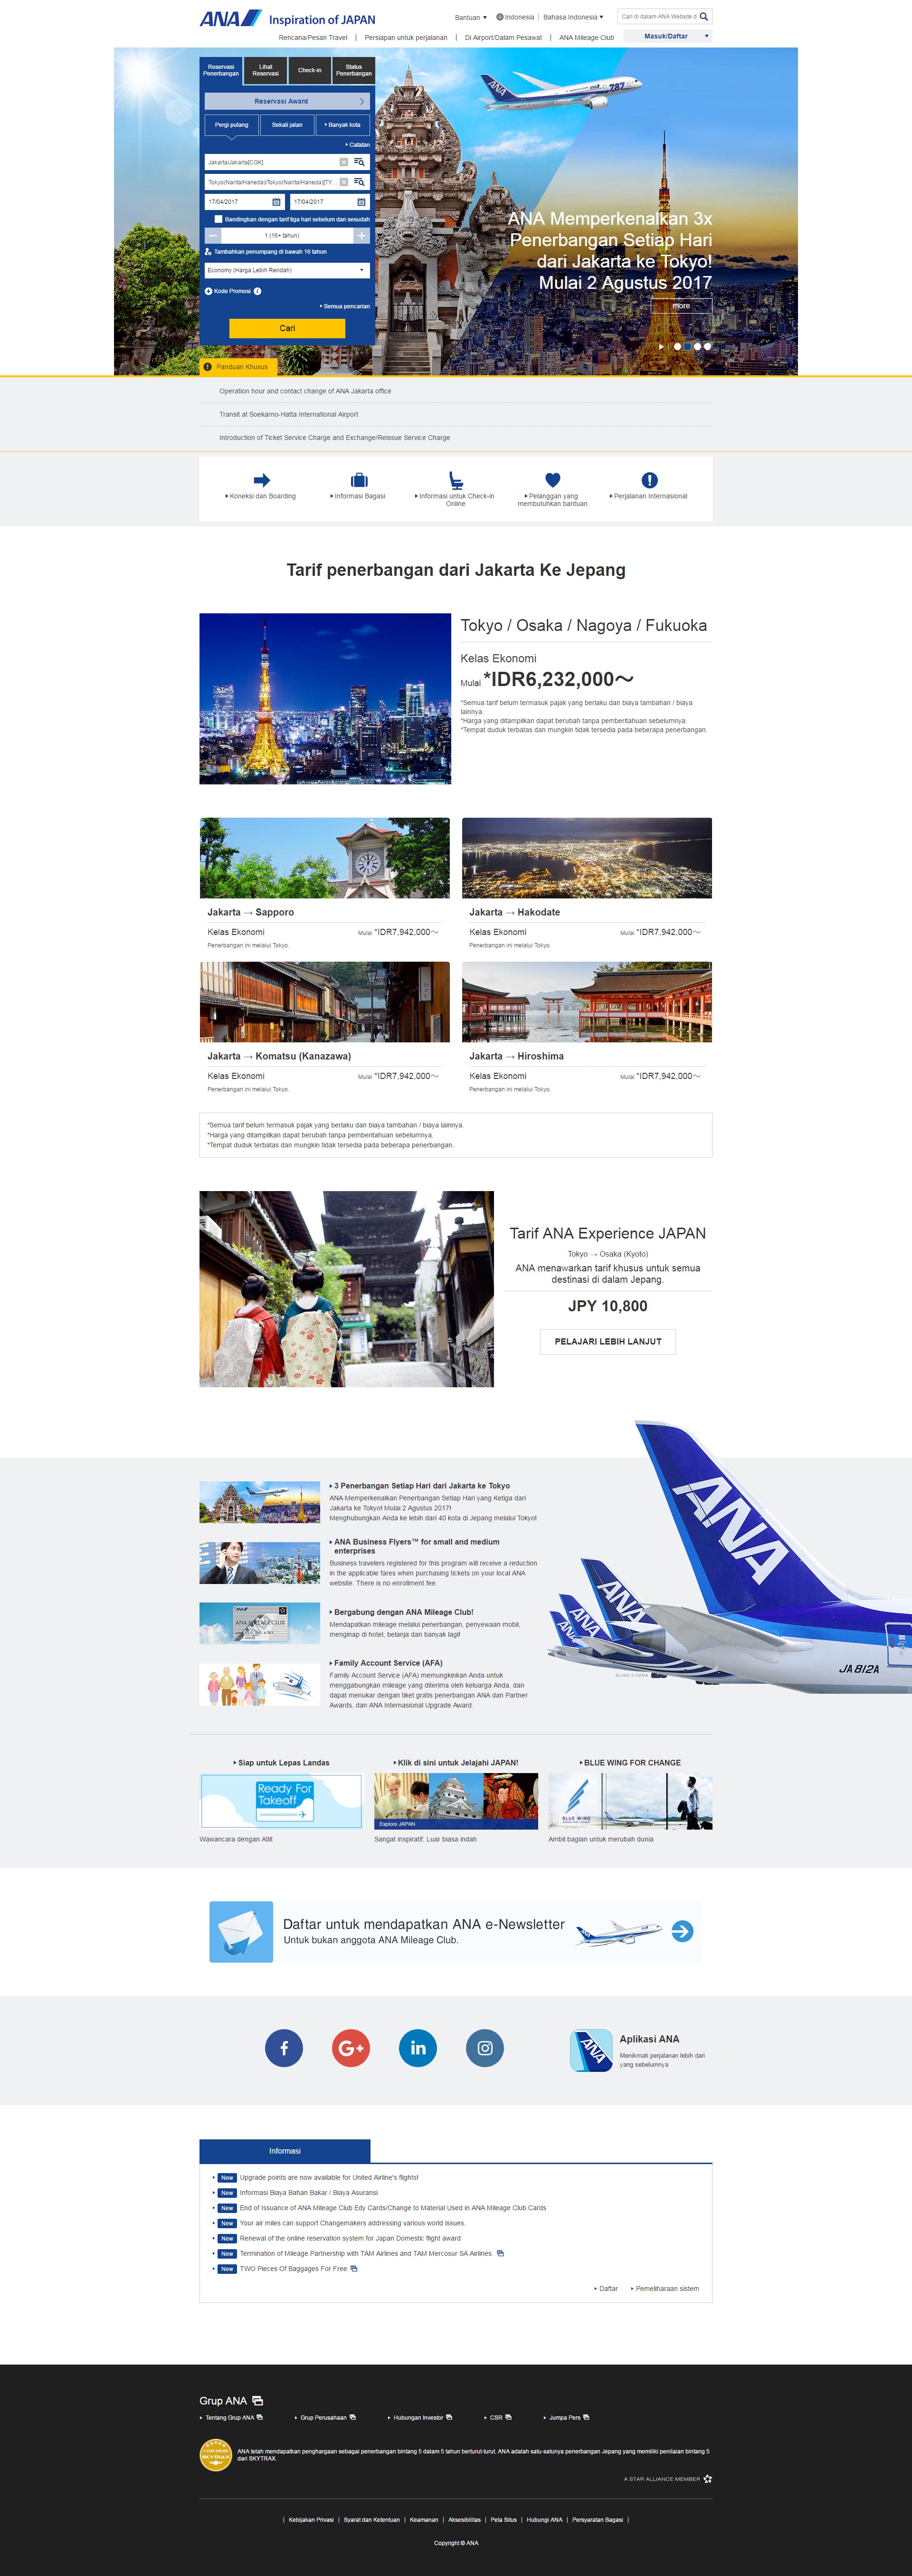 ANA Inspiration of JAPAN
Bantuan
Indonesia
Bahasa Indonesia
Cari di dalam ANA Website d
Rencana/Pesan Travel
Persiapan untuk perjalanan
Di Airport/Dalam Pesawat
ANA Mileage Club
Masuk/Daftar
Reservasi Penerbangan
Lihat Reservasi
Check-in
Status Penerbangan
Reservasi Award
Pergi pulang
Sekali jalan
Banyak kota
Catatan
Jakarta/Jakarta[CGK]
Tokyo(Narita/Haneda)/Tokyo(Narita/Haneda)[TY...
17/04/2017
17/04/2017
Bandingkan dengan tarif tiga hari sebelum dan sesudah
1 (16+ tahun)
Tambahkan penumpang di bawah 16 tahun
Economy (Harga Lebih Rendah)
Kode Promosi
Semua pencarian
Cari
ANA
787
ANA Memperkenalkan 3x
Penerbangan Setiap Hari
dari Jakarta ke Tokyo!
Mulai 2 Agustus 2017
more
Panduan Khusus
Operation hour and contact change of ANA Jakarta office
Transit at Soekarno-Hatta International Airport
Introduction of Ticket Service Charge and Exchange/Reissue Service Charge
Koneksi dan Boarding
Informasi Bagasi
Informasi untuk Check-in
Online
Pelanggan yang
membutuhkan bantuan
Perjalanan Internasional
Tarif penerbangan dari Jakarta Ke Jepang
Tokyo / Osaka / Nagoya / Fukuoka
Kelas Ekonomi
Mulai *IDR6,232,000～
*Semua tarif belum termasuk pajak yang berlaku dan biaya tambahan / biaya
lainnya.
*Harga yang ditampilkan dapat berubah tanpa pemberitahuan sebelumnya.
*Tempat duduk terbatas dan mungkin tidak tersedia pada beberapa penerbangan.
Jakarta → Sapporo
Kelas Ekonomi
Mulai *IDR7,942,000～
Penerbangan ini melalui Tokyo.
Jakarta → Hakodate
Kelas Ekonomi
Mulai *IDR7,942,000～
Penerbangan ini melalui Tokyo.
Jakarta → Komatsu (Kanazawa)
Kelas Ekonomi
Mulai *IDR7,942,000～
Penerbangan ini melalui Tokyo.
Jakarta → Hiroshima
Kelas Ekonomi
Mulai *IDR7,942,000～
Penerbangan ini melalui Tokyo.
*Semua tarif belum termasuk pajak yang berlaku dan biaya tambahan / biaya lainnya.
*Harga yang ditampilkan dapat berubah tanpa pemberitahuan sebelumnya.
*Tempat duduk terbatas dan mungkin tidak tersedia pada beberapa penerbangan.
Tarif ANA Experience JAPAN
Tokyo → Osaka (Kyoto)
ANA menawarkan tarif khusus untuk semua
destinasi di dalam Jepang.
JPY 10,800
PELAJARI LEBIH LANJUT
3 Penerbangan Setiap Hari dari Jakarta ke Tokyo
ANA Memperkenalkan Penerbangan Setiap Hari yang Ketiga dari
Jakarta ke Tokyo! Mulai 2 Agustus 2017!
Menghubungkan Anda ke lebih dari 40 kota di Jepang melalui Tokyo!
ANA Business Flyers™ for small and medium
enterprises
Business travelers registered for this program will receive a reduction
in the applicable fares when purchasing tickets on your local ANA
website. There is no enrollment fee.
ANA MILEAGE CLUB
Bergabung dengan ANA Mileage Club!
Mendapatkan mileage melalui penerbangan, penyewaan mobil,
menginap di hotel, belanja dan banyak lagi!
Family Account Service (AFA)
Family Account Service (AFA) memungkinkan Anda untuk
menggabungkan mileage yang diterima oleh keluarga Anda, dan
dapat menukar dengan tiket gratis penerbangan ANA dan Partner
Awards, dan ANA Internasional Upgrade Award.
ANA
ANA
JA812A
Siap untuk Lepas Landas
Ready For
Takeoff
Wawancara dengan Atlit
Klik di sini untuk Jelajahi JAPAN!
Explore JAPAN
Sangat inspiratif, Luar biasa indah
BLUE WING FOR CHANGE
BLUE WING
Ambil bagian untuk merubah dunia
Daftar untuk mendapatkan ANA e-Newsletter
Untuk bukan anggota ANA Mileage Club.
f
G+
in
ANA
Aplikasi ANA
Menikmati perjalanan lebih dari
yang sebelumnya
Informasi
New Upgrade points are now available for United Airline's flights!
New Informasi Biaya Bahan Bakar / Biaya Asuransi
New End of Issuance of ANA Mileage Club Edy Cards/Change to Material Used in ANA Mileage Club Cards
New Your air miles can support Changemakers addressing various world issues.
New Renewal of the online reservation system for Japan Domestic flight award
New Termination of Mileage Partnership with TAM Airlines and TAM Mercosur SA Airlines.
New TWO Pieces Of Baggages For Free
Daftar
Pemeliharaan sistem
Grup ANA
Tentang Grup ANA
Grup Perusahaan
Hubungan Investor
CSR
Jumpa Pers
SKYTRAX
ANA telah mendapatkan penghargaan sebagai penerbangan bintang 5 dalam 5 tahun berturut-turut. ANA adalah satu-satunya penerbangan Jepang yang memiliki penilaian bintang 5
dari SKYTRAX.
A STAR ALLIANCE MEMBER
Kebijakan Privasi
Syarat dan Ketentuan
Keamanan
Aksesibilitas
Peta Situs
Hubungi ANA
Persyaratan Bagasi
Copyright © ANA